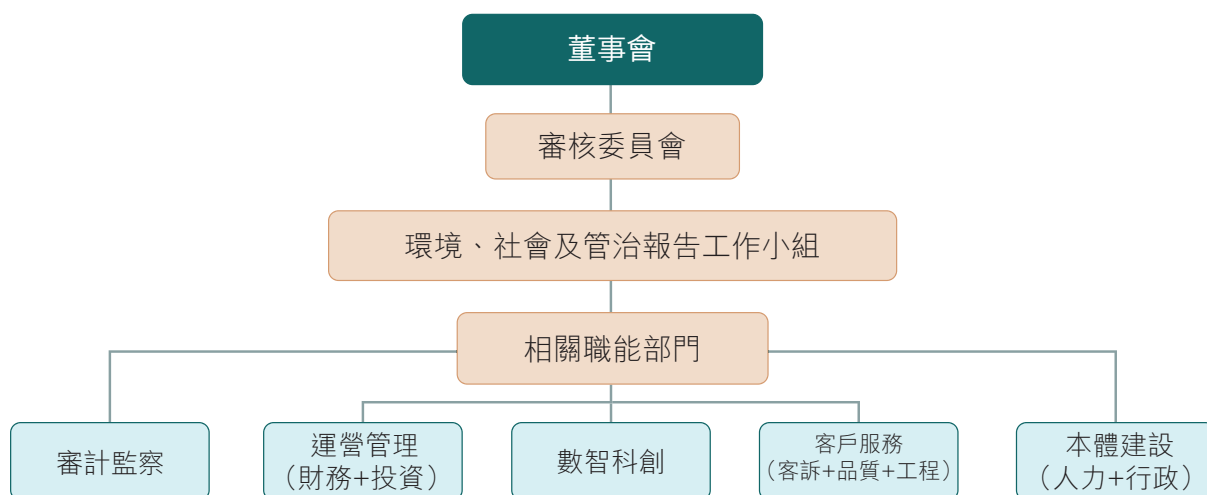 董事會
審核委員會
環境、社會及管治報告工作小組
相關職能部門
審計監察
運營管理
（財務+投資）
數智科創
客戶服務
（客訴+品質+工程）
本體建設
（人力+行政）